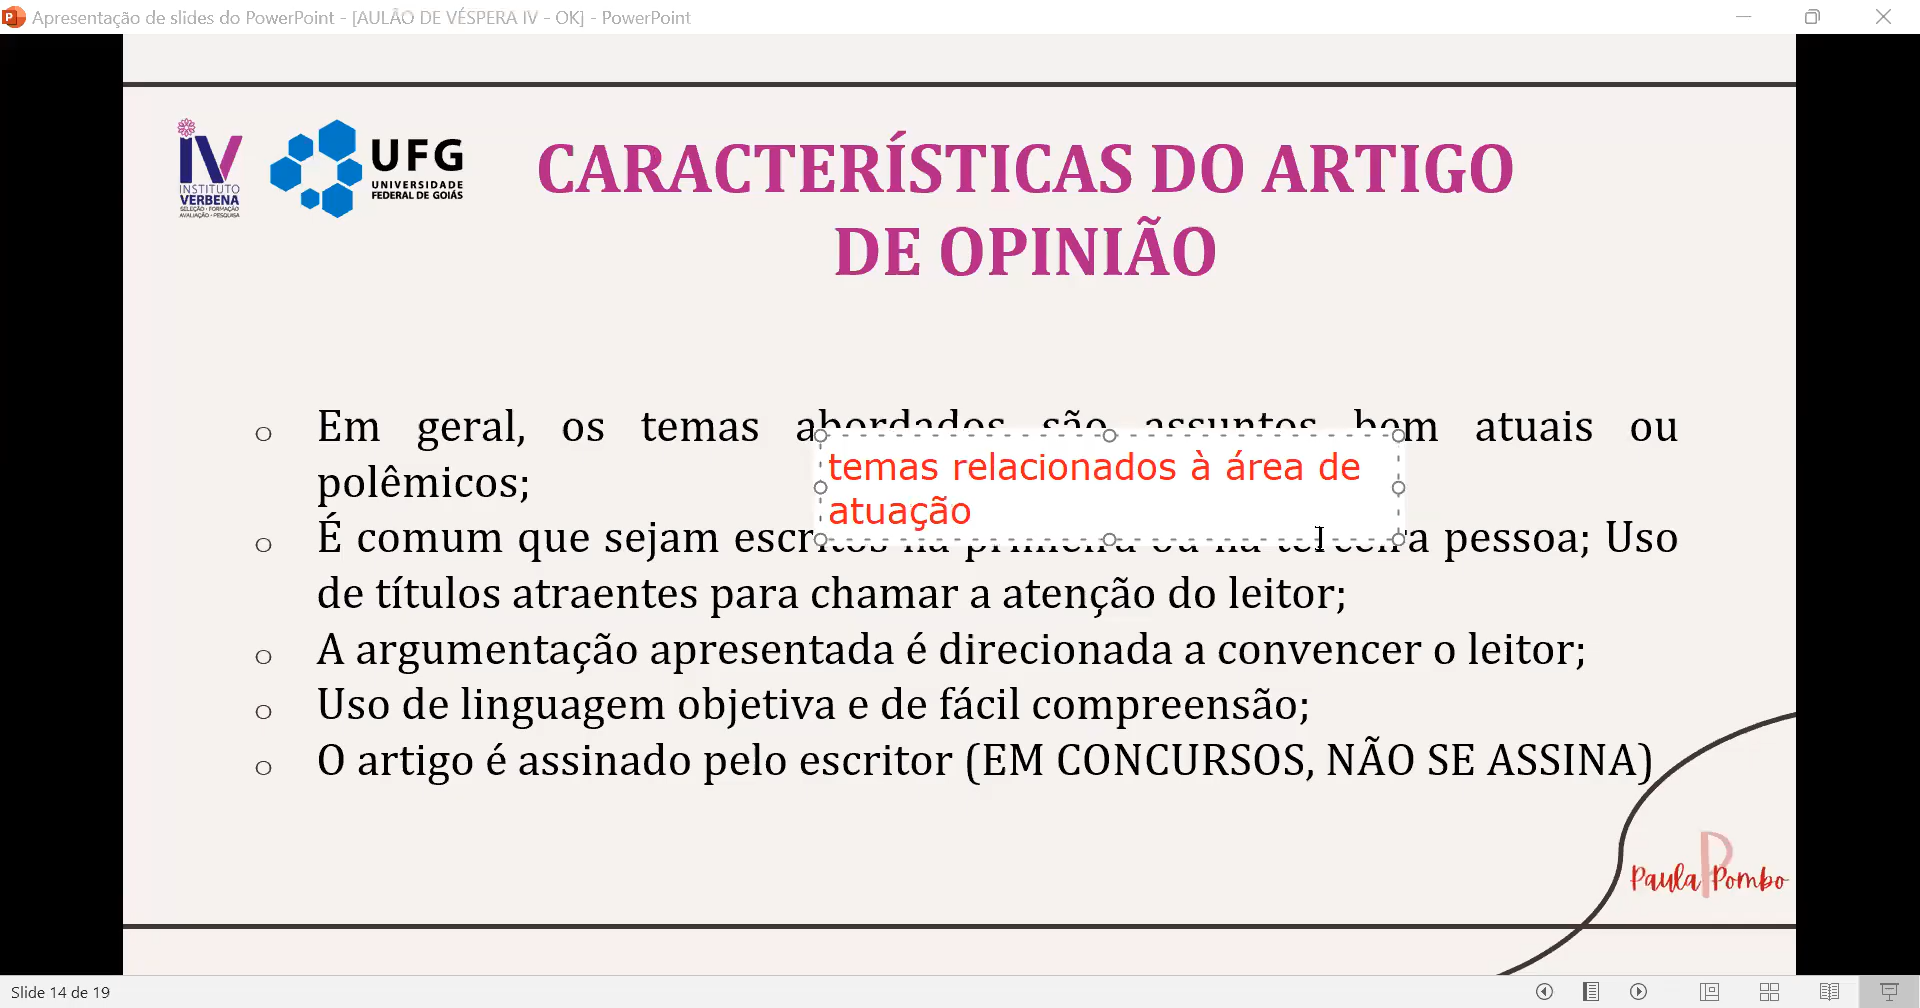 Apresentação de slides do PowerPoint - [AULÃO DE VÉSPERA IV - OK] - PowerPoint
IV
INSTITUTO
VERBENA
SELEÇÃO · FORMAÇÃO
AVALIAÇÃO · PESQUISA
UFG
UNIVERSIDADE
FEDERAL DE GOIÁS
CARACTERÍSTICAS DO ARTIGO
DE OPINIÃO
o Em geral, os temas abordados são assuntos bem atuais ou
polêmicos;
temas relacionados à área de
atuação
o É comum que sejam escritos na primeira ou na terceira pessoa; Uso
de títulos atraentes para chamar a atenção do leitor;
o A argumentação apresentada é direcionada a convencer o leitor;
o Uso de linguagem objetiva e de fácil compreensão;
o O artigo é assinado pelo escritor (EM CONCURSOS, NÃO SE ASSINA)
P
Paula Pombo
Slide 14 de 19